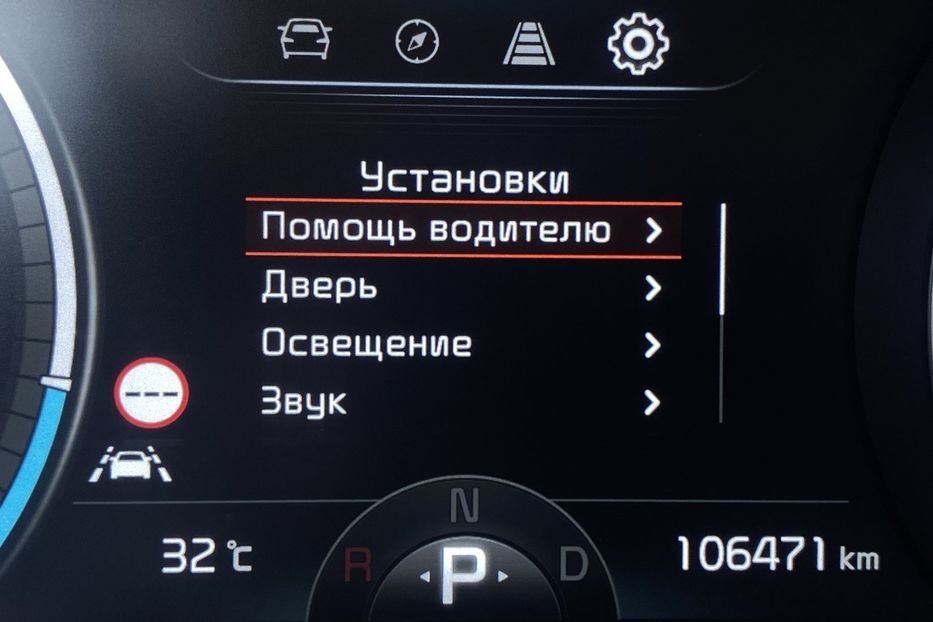 Установки
Помощь водителю
Дверь
Освещение
Звук
---
N
32 °C
R P D
106471 km